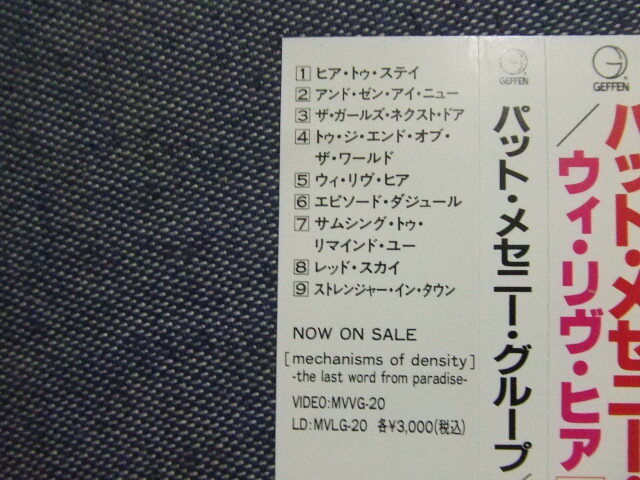 1 ヒア・トゥ・ステイ
2 アンド・ゼン・アイ・ニュー
3 ザ・ガールズ・ネクスト・ドア
4 トゥ・ジ・エンド・オブ・
ザ・ワールド
5 ウィ・リヴ・ヒア
6 エピソード・ダジュール
7 サムシング・トゥ・
リマインド・ユー
8 レッド・スカイ
9 ストレンジャー・イン・タウン
NOW ON SALE
[mechanisms of density]
-the last word from paradise-
VIDEO:MVVG-20
LD:MVLG-20 各¥3,000(税込)
GEFFEN
パット・メセニー・グループ/
GEFFEN
パット・メセニー・
/ウィ・リヴ・ヒア